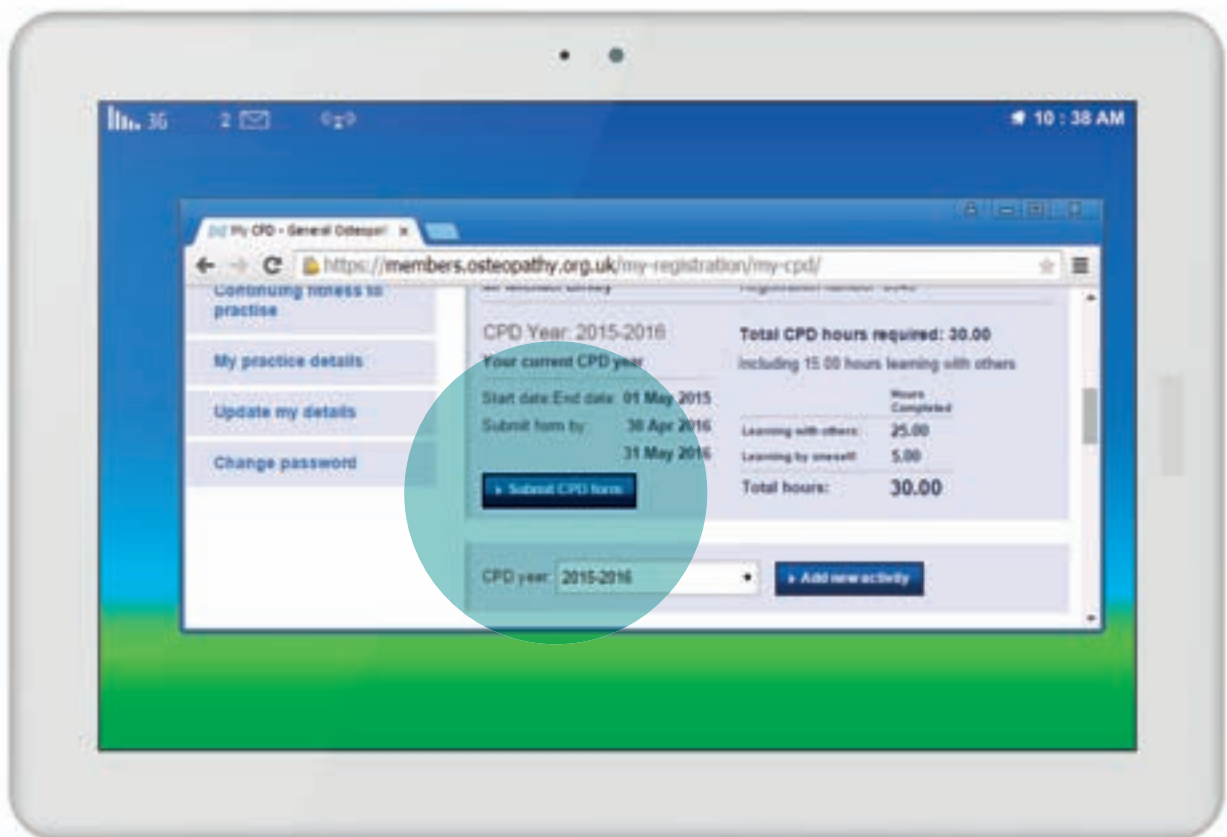 3G 2 10 : 38 AM
My CPD - General Osteopat
https://members.osteopathy.org.uk/my-registration/my-cpd/
Continuing fitness to
practise
My practice details
Update my details
Change password
CPD Year: 2015-2016
Your current CPD year
Start date:End date: 01 May 2015
Submit form by: 30 Apr 2016
31 May 2016
Submit CPD form
Total CPD hours required: 30.00
including 15.00 hours learning with others
Hours
Completed
Learning with others: 25.00
Learning by oneself: 5.00
Total hours: 30.00
CPD year: 2015-2016
Add new activity